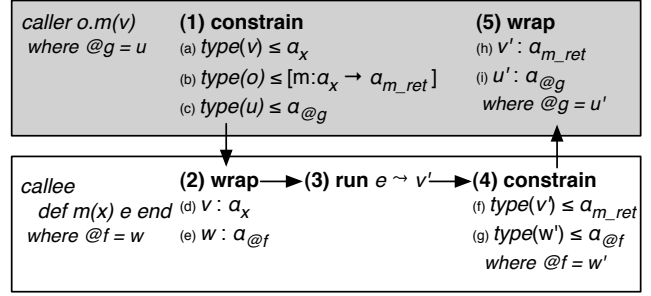 caller o.m(v)
where @g = u
(1) constrain
(a) type(v) ≤ α_x
(b) type(o) ≤ [m:α_x → α_m_ret ]
(c) type(u) ≤ α_@g
(5) wrap
(h) v' : α_m_ret
(i) u' : α_@g
where @g = u'
callee
def m(x) e end
where @f = w
(2) wrap
(d) v : α_x
(e) w : α_@f
(3) run e ⤳ v'
(4) constrain
(f) type(v') ≤ α_m_ret
(g) type(w') ≤ α_@f
where @f = w'